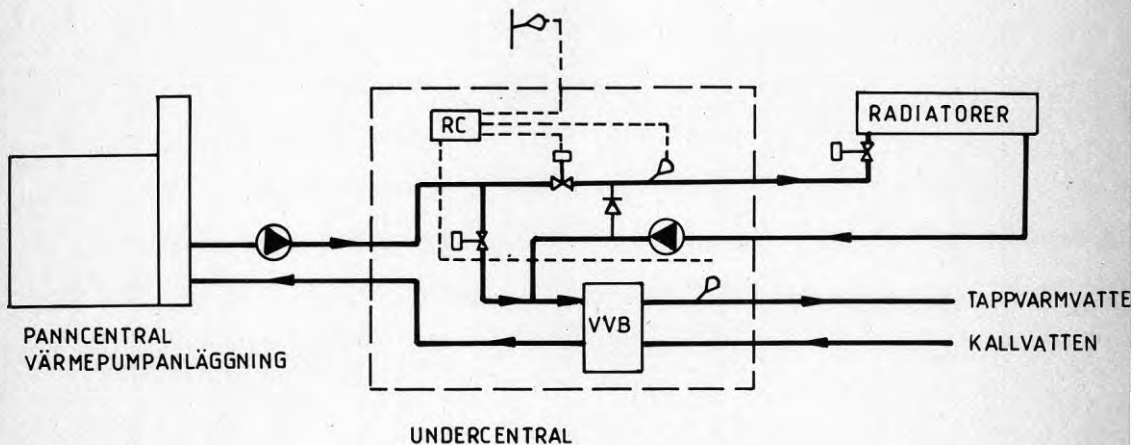 RC
RADIATORER
VVB
TAPPVARMVATTE
KALLVATTEN
PANNCENTRAL
VÄRMEPUMPANLÄGGNING
UNDERCENTRAL